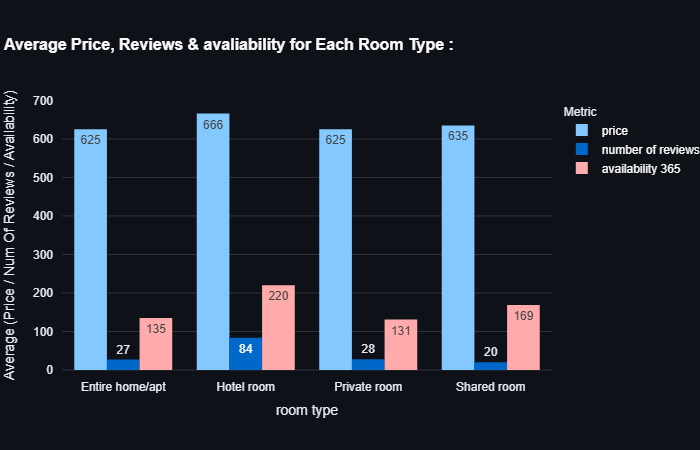 Average Price, Reviews & avaliability for Each Room Type :
Average (Price / Num Of Reviews / Availability)
700
600
500
400
300
200
100
0
625
27
135
666
84
220
625
28
131
635
20
169
Entire home/apt
Hotel room
Private room
Shared room
room type
Metric
price
number of reviews
availability 365